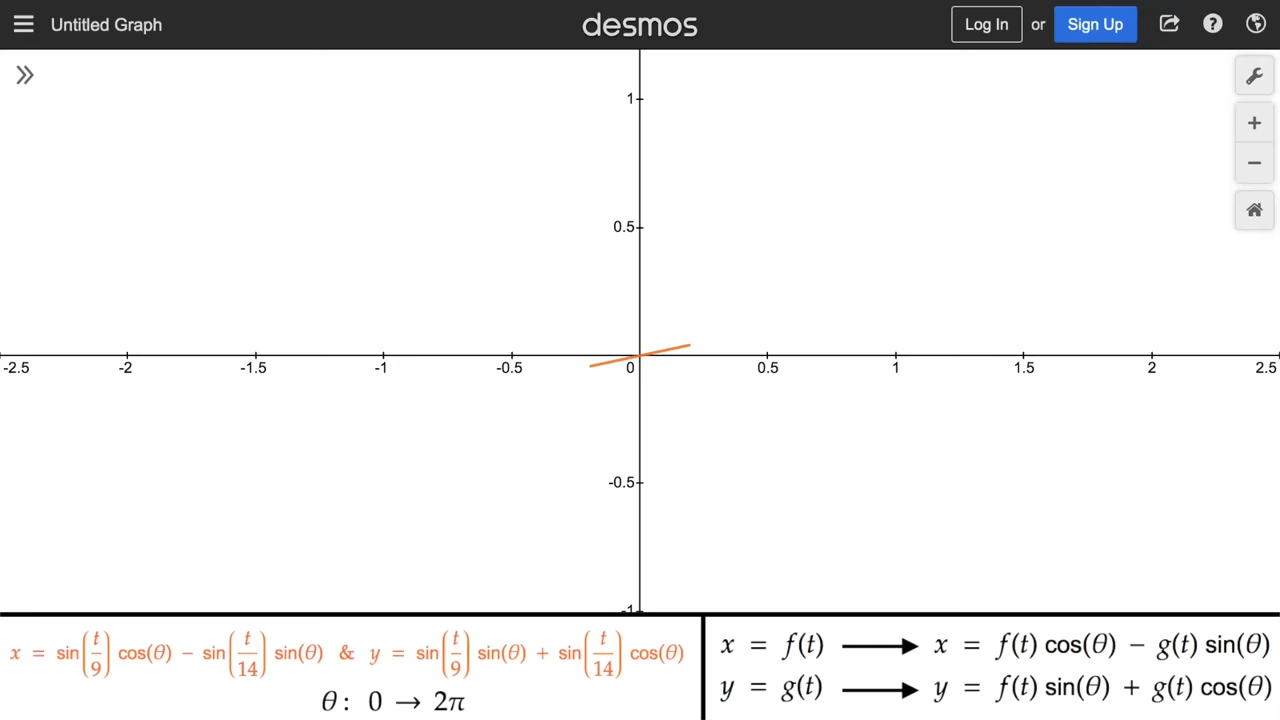 Untitled Graph desmos Log In or Sign Up
1
0.5
-2.5 -2 -1.5 -1 -0.5 0 0.5 1 1.5 2 2.5
-0.5
-1
x = sin(t/9) cos(θ) − sin(t/14) sin(θ) & y = sin(t/9) sin(θ) + sin(t/14) cos(θ)
θ : 0 → 2π
x = f(t) → x = f(t) cos(θ) − g(t) sin(θ)
y = g(t) → y = f(t) sin(θ) + g(t) cos(θ)